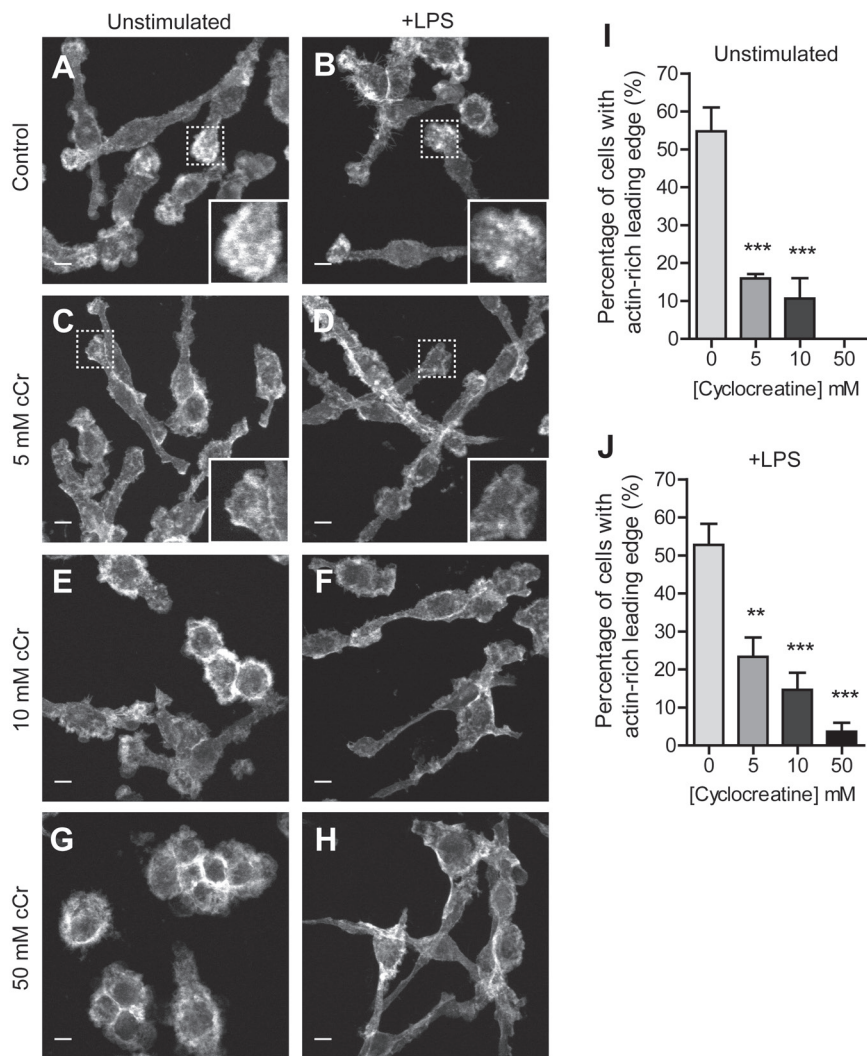 Unstimulated
+LPS
Control
A
B
5 mM cCr
C
D
10 mM cCr
E
F
50 mM cCr
G
H
I
Unstimulated
Percentage of cells with
actin-rich leading edge (%)
70
60
50
40
30
20
10
0
***
***
0 5 10 50
[Cyclocreatine] mM
J
+LPS
Percentage of cells with
actin-rich leading edge (%)
70
60
50
40
30
20
10
0
**
***
***
0 5 10 50
[Cyclocreatine] mM